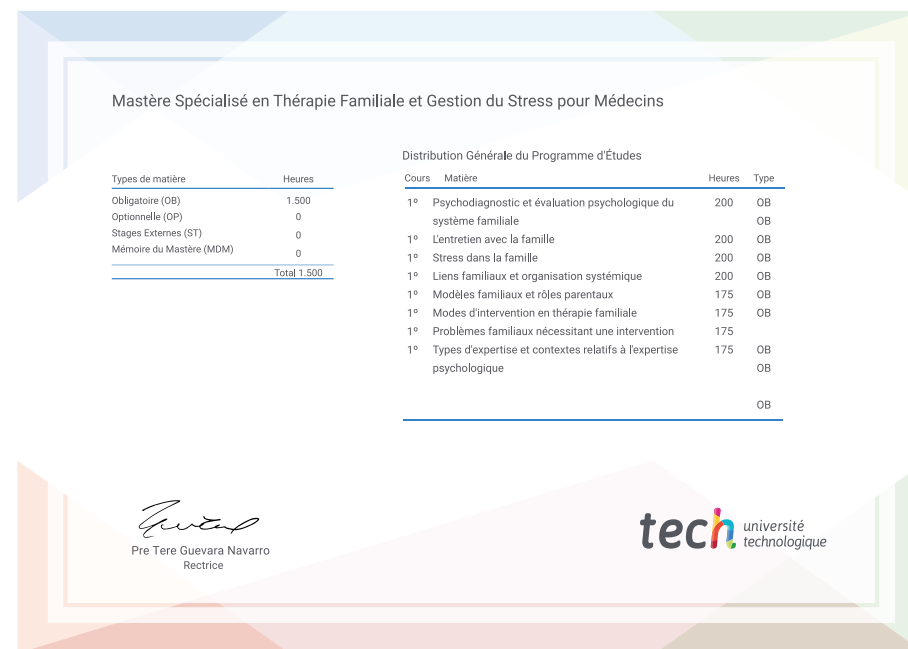 Mastère Spécialisé en Thérapie Familiale et Gestion du Stress pour Médecins
Types de matière Heures
Obligatoire (OB) 1.500
Optionnelle (OP) 0
Stages Externes (ST) 0
Mémoire du Mastère (MDM) 0
Total 1.500
Distribution Générale du Programme d'Études
Cours Matière Heures Type
1º Psychodiagnostic et évaluation psychologique du 200 OB
système familiale OB
1º L'entretien avec la famille 200 OB
1º Stress dans la famille 200 OB
1º Liens familiaux et organisation systémique 200 OB
1º Modèles familiaux et rôles parentaux 175 OB
1º Modes d'intervention en thérapie familiale 175 OB
1º Problèmes familiaux nécessitant une intervention 175
1º Types d'expertise et contextes relatifs à l'expertise 175 OB
psychologique OB
OB
Pre Tere Guevara Navarro
Rectrice
tech université
technologique